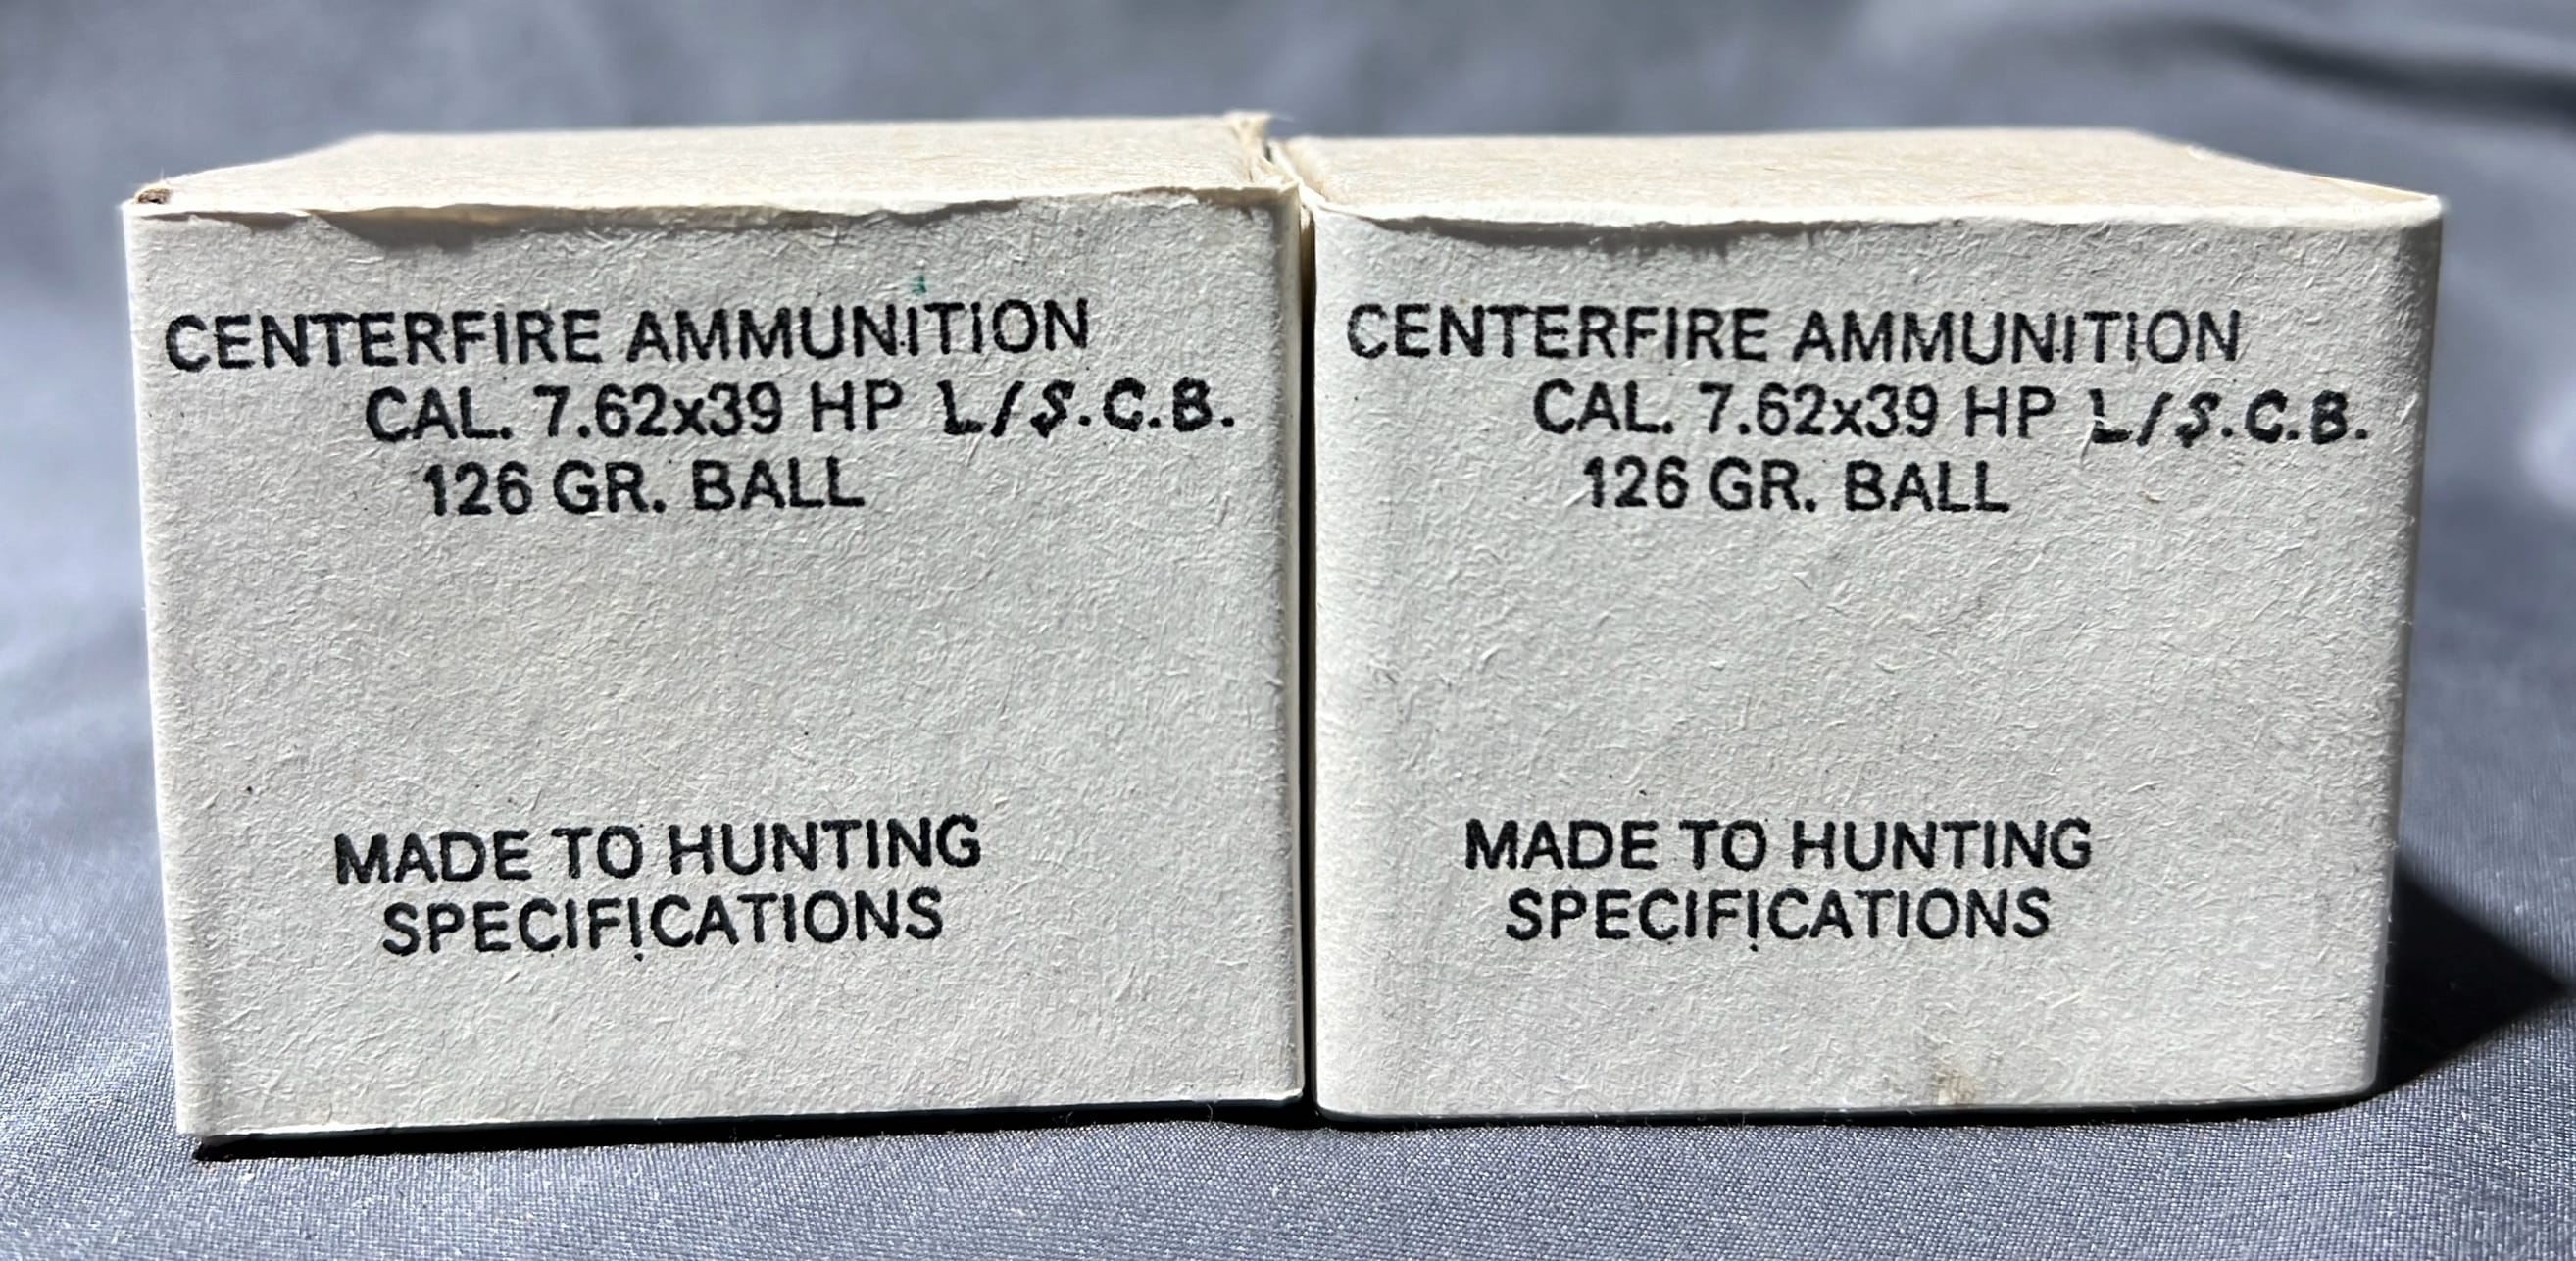 CENTERFIRE AMMUNITION
CAL. 7.62x39 HP L/S.C.B.
126 GR. BALL
MADE TO HUNTING
SPECIFICATIONS
CENTERFIRE AMMUNITION
CAL. 7.62x39 HP L/S.C.B.
126 GR. BALL
MADE TO HUNTING
SPECIFICATIONS